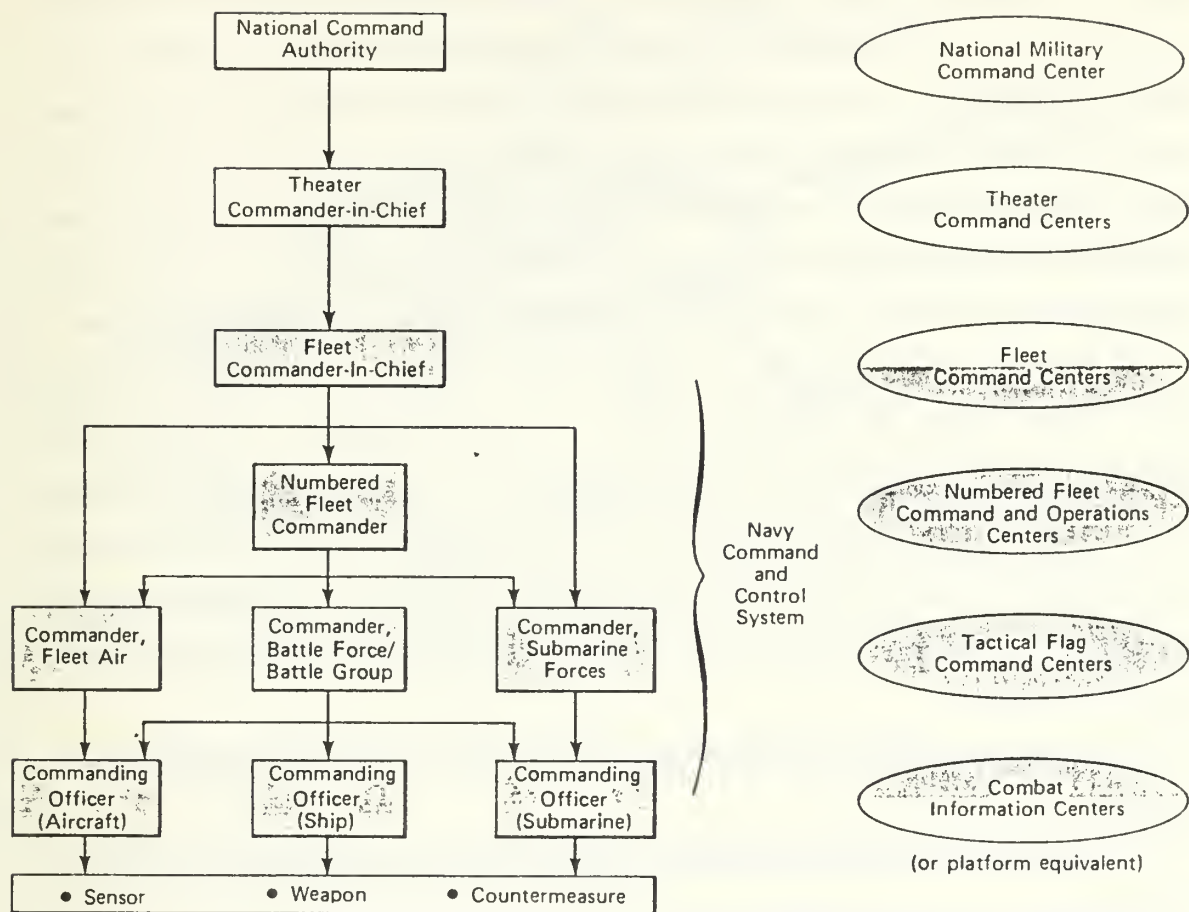 National Command
Authority
National Military
Command Center
Theater
Commander-in-Chief
Theater
Command Centers
Fleet
Commander-In-Chief
Fleet
Command Centers
Numbered
Fleet
Commander
Numbered Fleet
Command and Operations
Centers
Navy
Command
and
Control
System
Commander,
Fleet Air
Commander,
Battle Force/
Battle Group
Commander,
Submarine
Forces
Tactical Flag
Command Centers
Commanding
Officer
(Aircraft)
Commanding
Officer
(Ship)
Commanding
Officer
(Submarine)
Combat
Information Centers
(or platform equivalent)
• Sensor
• Weapon
• Countermeasure